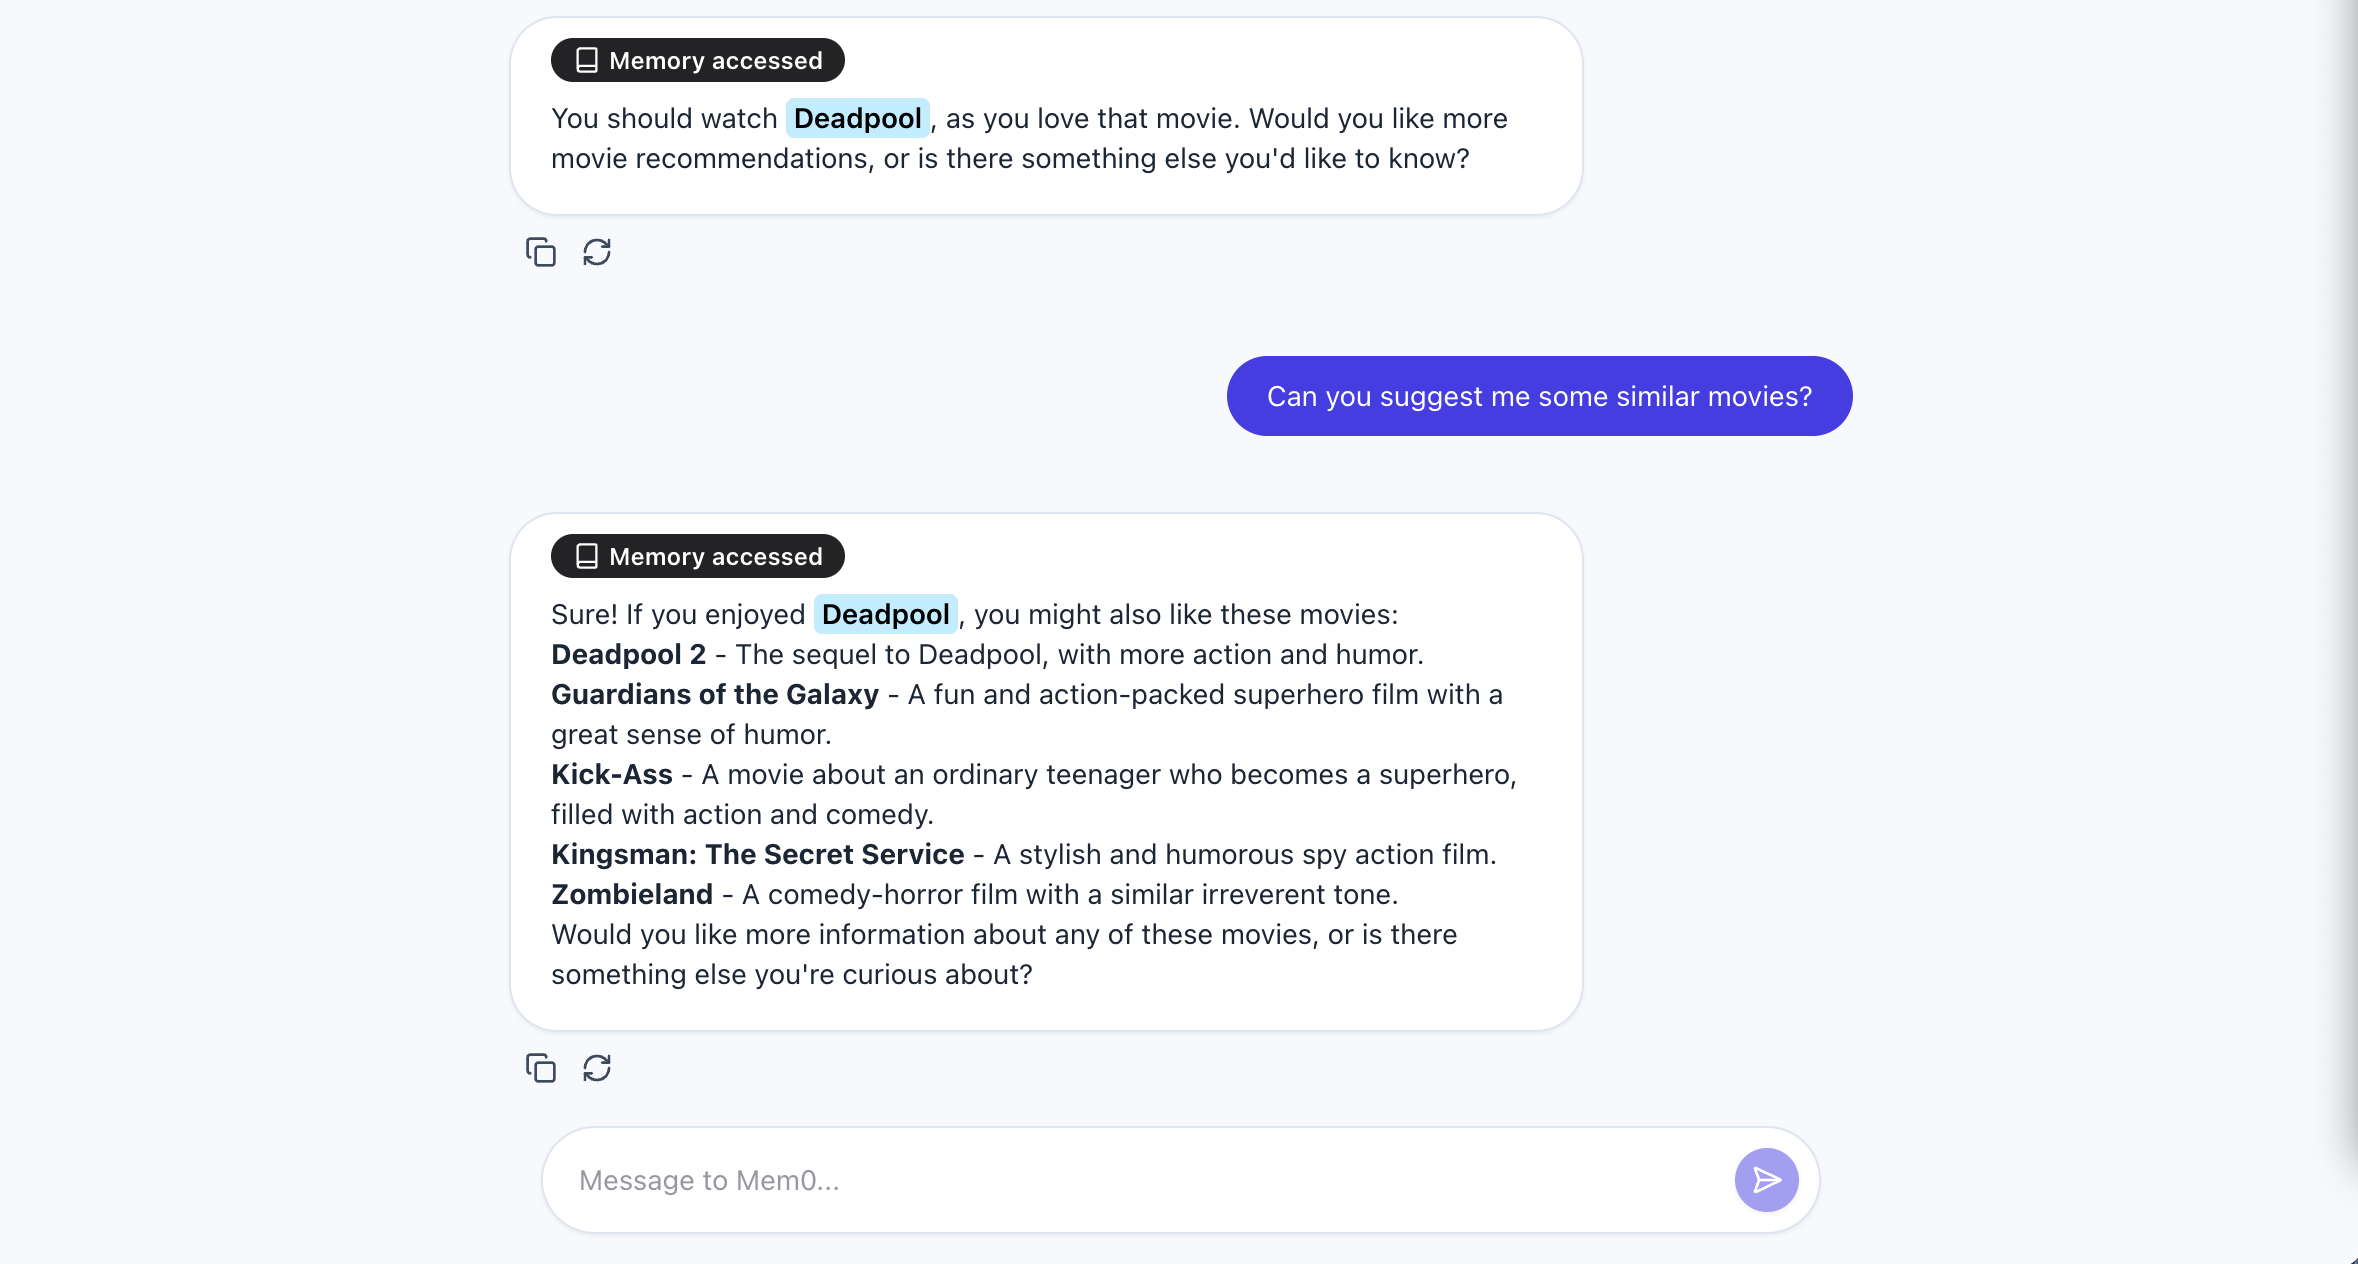 Memory accessed
You should watch Deadpool, as you love that movie. Would you like more
movie recommendations, or is there something else you'd like to know?
Can you suggest me some similar movies?
Memory accessed
Sure! If you enjoyed Deadpool, you might also like these movies:
Deadpool 2 - The sequel to Deadpool, with more action and humor.
Guardians of the Galaxy - A fun and action-packed superhero film with a
great sense of humor.
Kick-Ass - A movie about an ordinary teenager who becomes a superhero,
filled with action and comedy.
Kingsman: The Secret Service - A stylish and humorous spy action film.
Zombieland - A comedy-horror film with a similar irreverent tone.
Would you like more information about any of these movies, or is there
something else you're curious about?
Message to Mem0...